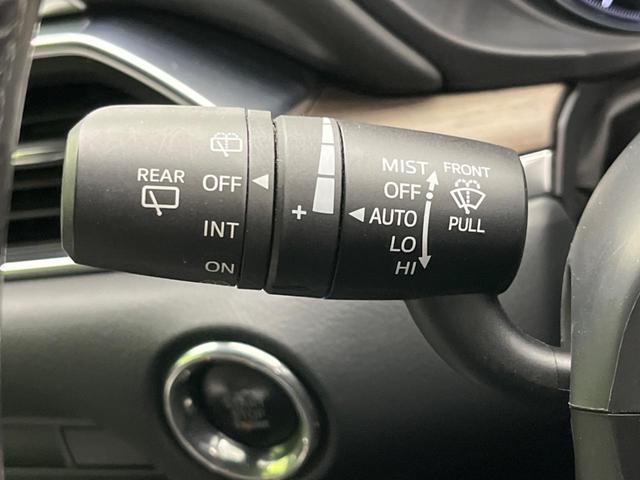 REAR
OFF
INT
ON
+
MIST
OFF
AUTO
LO
HI
FRONT
PULL